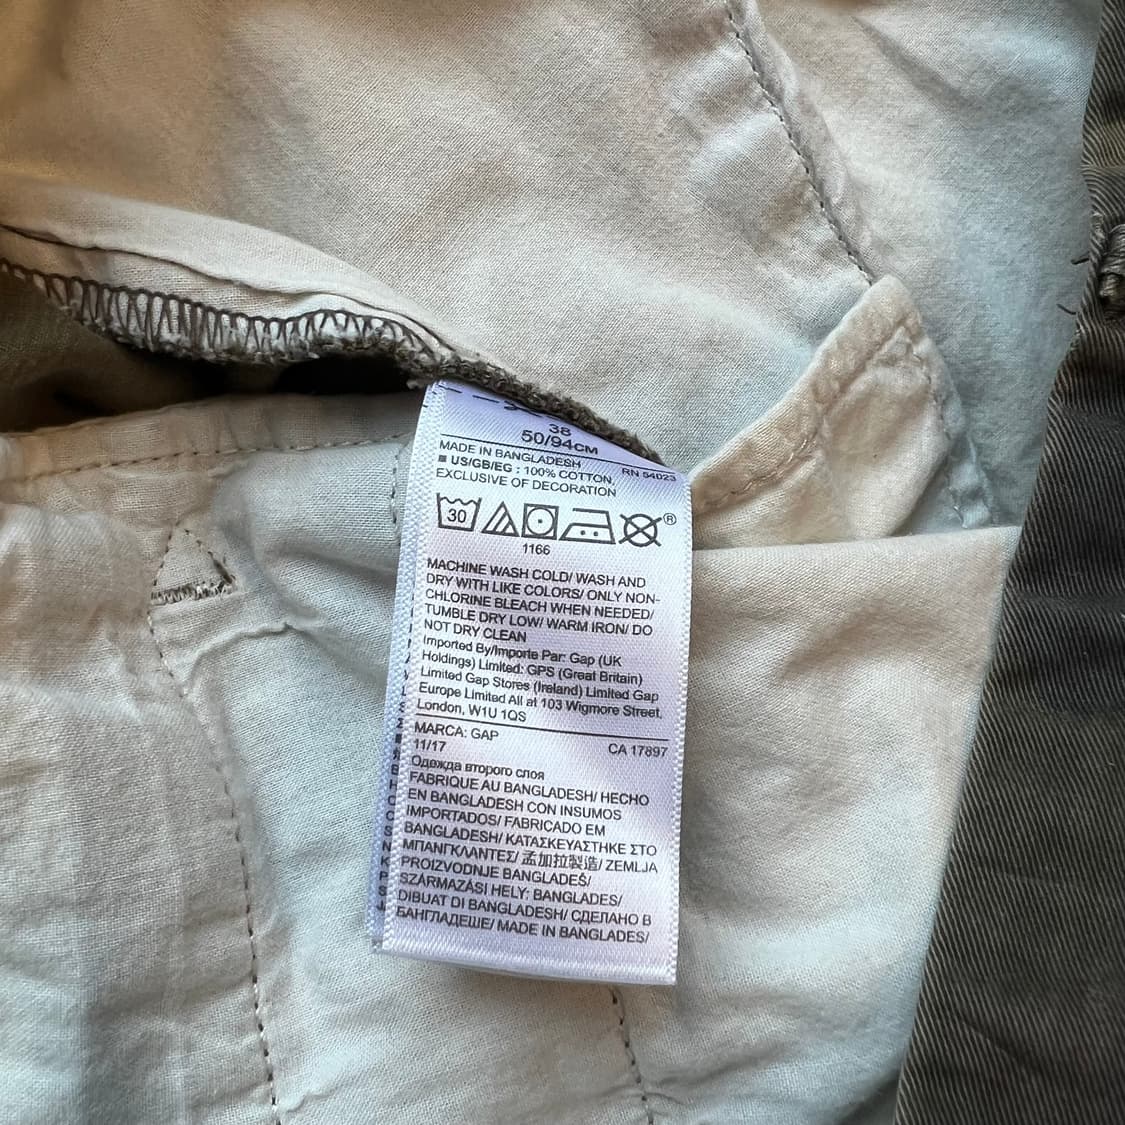 38
50/94CM
MADE IN BANGLADESH
RN 54023
■ US/GB/EG : 100% COTTON,
EXCLUSIVE OF DECORATION
30
®
1166
MACHINE WASH COLD/ WASH AND
DRY WITH LIKE COLORS/ ONLY NON-
CHLORINE BLEACH WHEN NEEDED/
TUMBLE DRY LOW/ WARM IRON/ DO
NOT DRY CLEAN
Imported By/Importe Par: Gap (UK
Holdings) Limited: GPS (Great Britain)
Limited Gap Stores (Ireland) Limited Gap
Europe Limited All at 103 Wigmore Street,
London, W1U 1QS
MARCA: GAP
CA 17897
11/17
Одежда второго слоя
FABRIQUE AU BANGLADESH/ HECHO
EN BANGLADESH CON INSUMOS
IMPORTADOS/ FABRICADO EM
BANGLADESH/ ΚΑΤΑΣΚΕΥΑΣΤΗΚΕ ΣΤΟ
ΜΠΑΝΓΚΛΑΝΤΕΣ/ 孟加拉製造/ ZEMLJA
PROIZVODNJE BANGLADEŠ/
SZÁRMAZÁSI HELY: BANGLADES/
DIBUAT DI BANGLADESH/ СДЕЛАНО В
БАНГЛАДЕШЕ/ MADE IN BANGLADES/